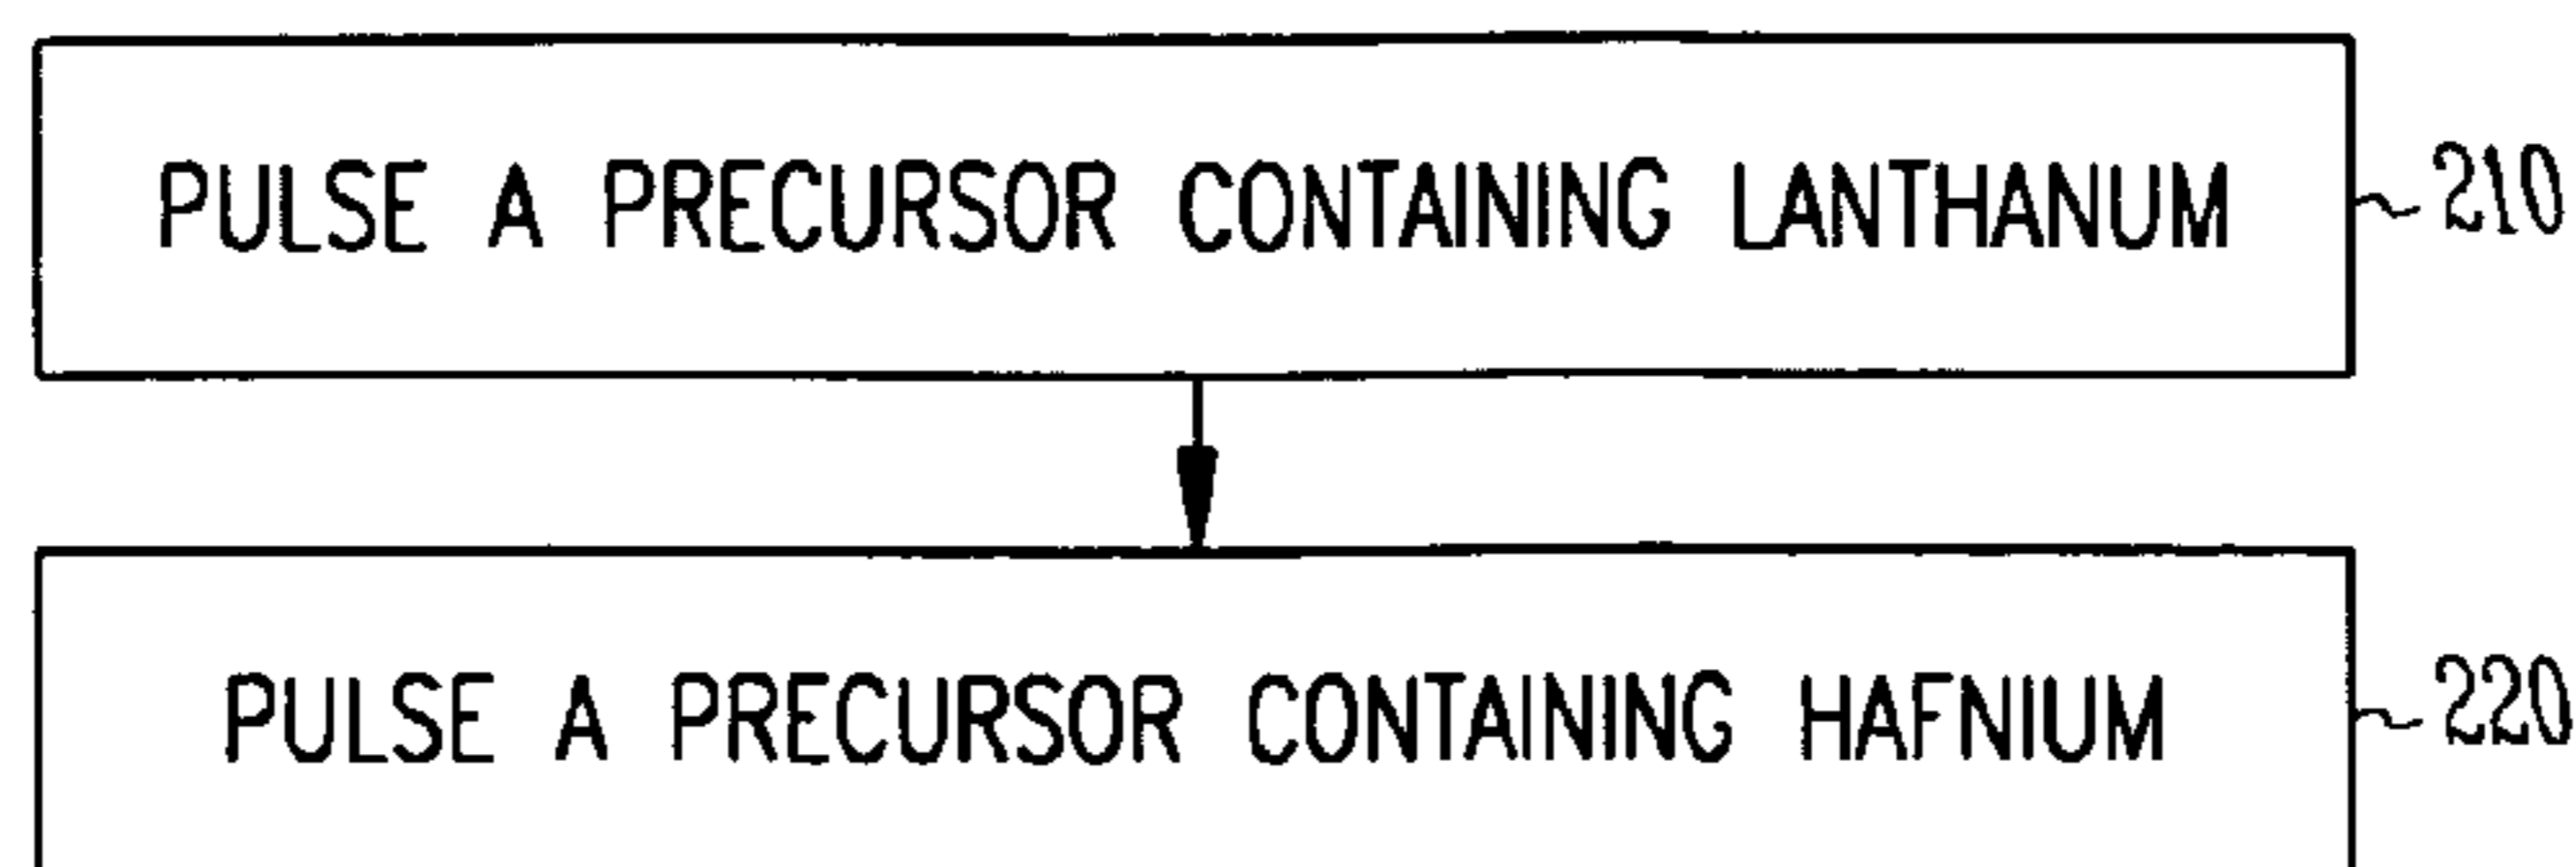 PULSE A PRECURSOR CONTAINING LANTHANUM 210
PULSE A PRECURSOR CONTAINING HAFNIUM 220